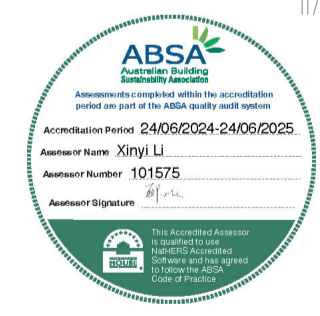 ABSA
Australian Building
Sustainability Association
Assessments completed within the accreditation
period are part of the ABSA quality audit system
Accreditation Period 24/06/2024-24/06/2025
Assessor Name Xinyi Li
Assessor Number 101575
Assessor Signature
This Accredited Assessor
is qualified to use
NatHERS Accredited
Software and has agreed
to follow the ABSA
Code of Practice
HOUSE